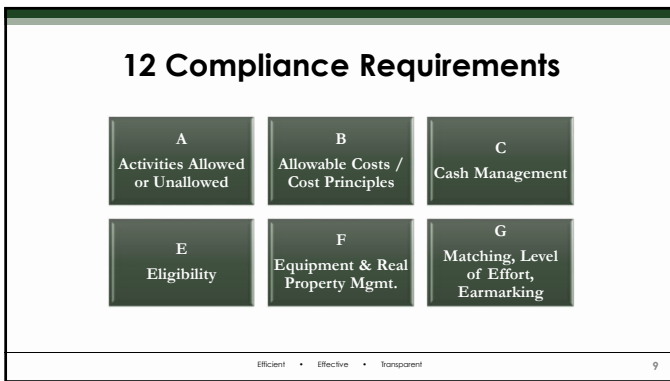 12 Compliance Requirements
A
Activities Allowed
or Unallowed
B
Allowable Costs /
Cost Principles
C
Cash Management
E
Eligibility
F
Equipment & Real
Property Mgmt.
G
Matching, Level
of Effort,
Earmarking
Efficient • Effective • Transparent
9